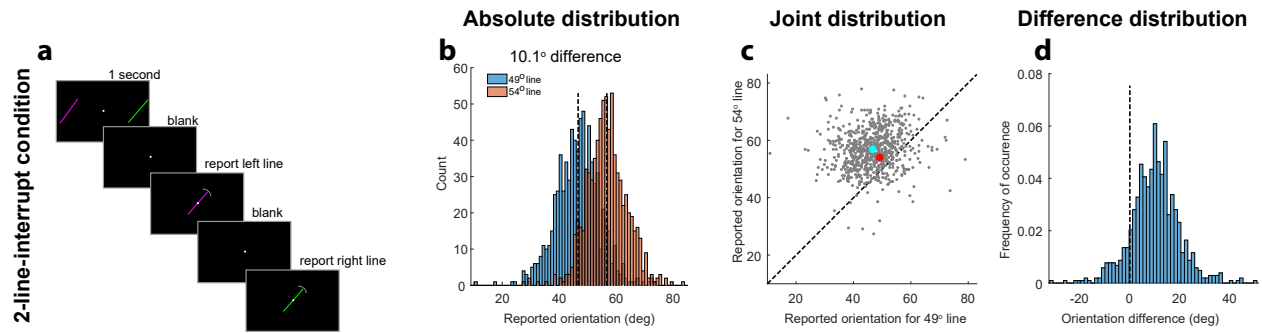 Absolute distribution
Joint distribution
Difference distribution
2-line-interrupt condition
a
1 second
blank
report left line
blank
report right line
b
10.1° difference
49° line
54° line
Count
60
50
40
30
20
10
0
20
40
60
80
Reported orientation (deg)
c
Reported orientation for 54° line
80
60
40
20
20
40
60
80
Reported orientation for 49° line
d
Frequency of occurence
0.08
0.06
0.04
0.02
0
-20
0
20
40
Orientation difference (deg)